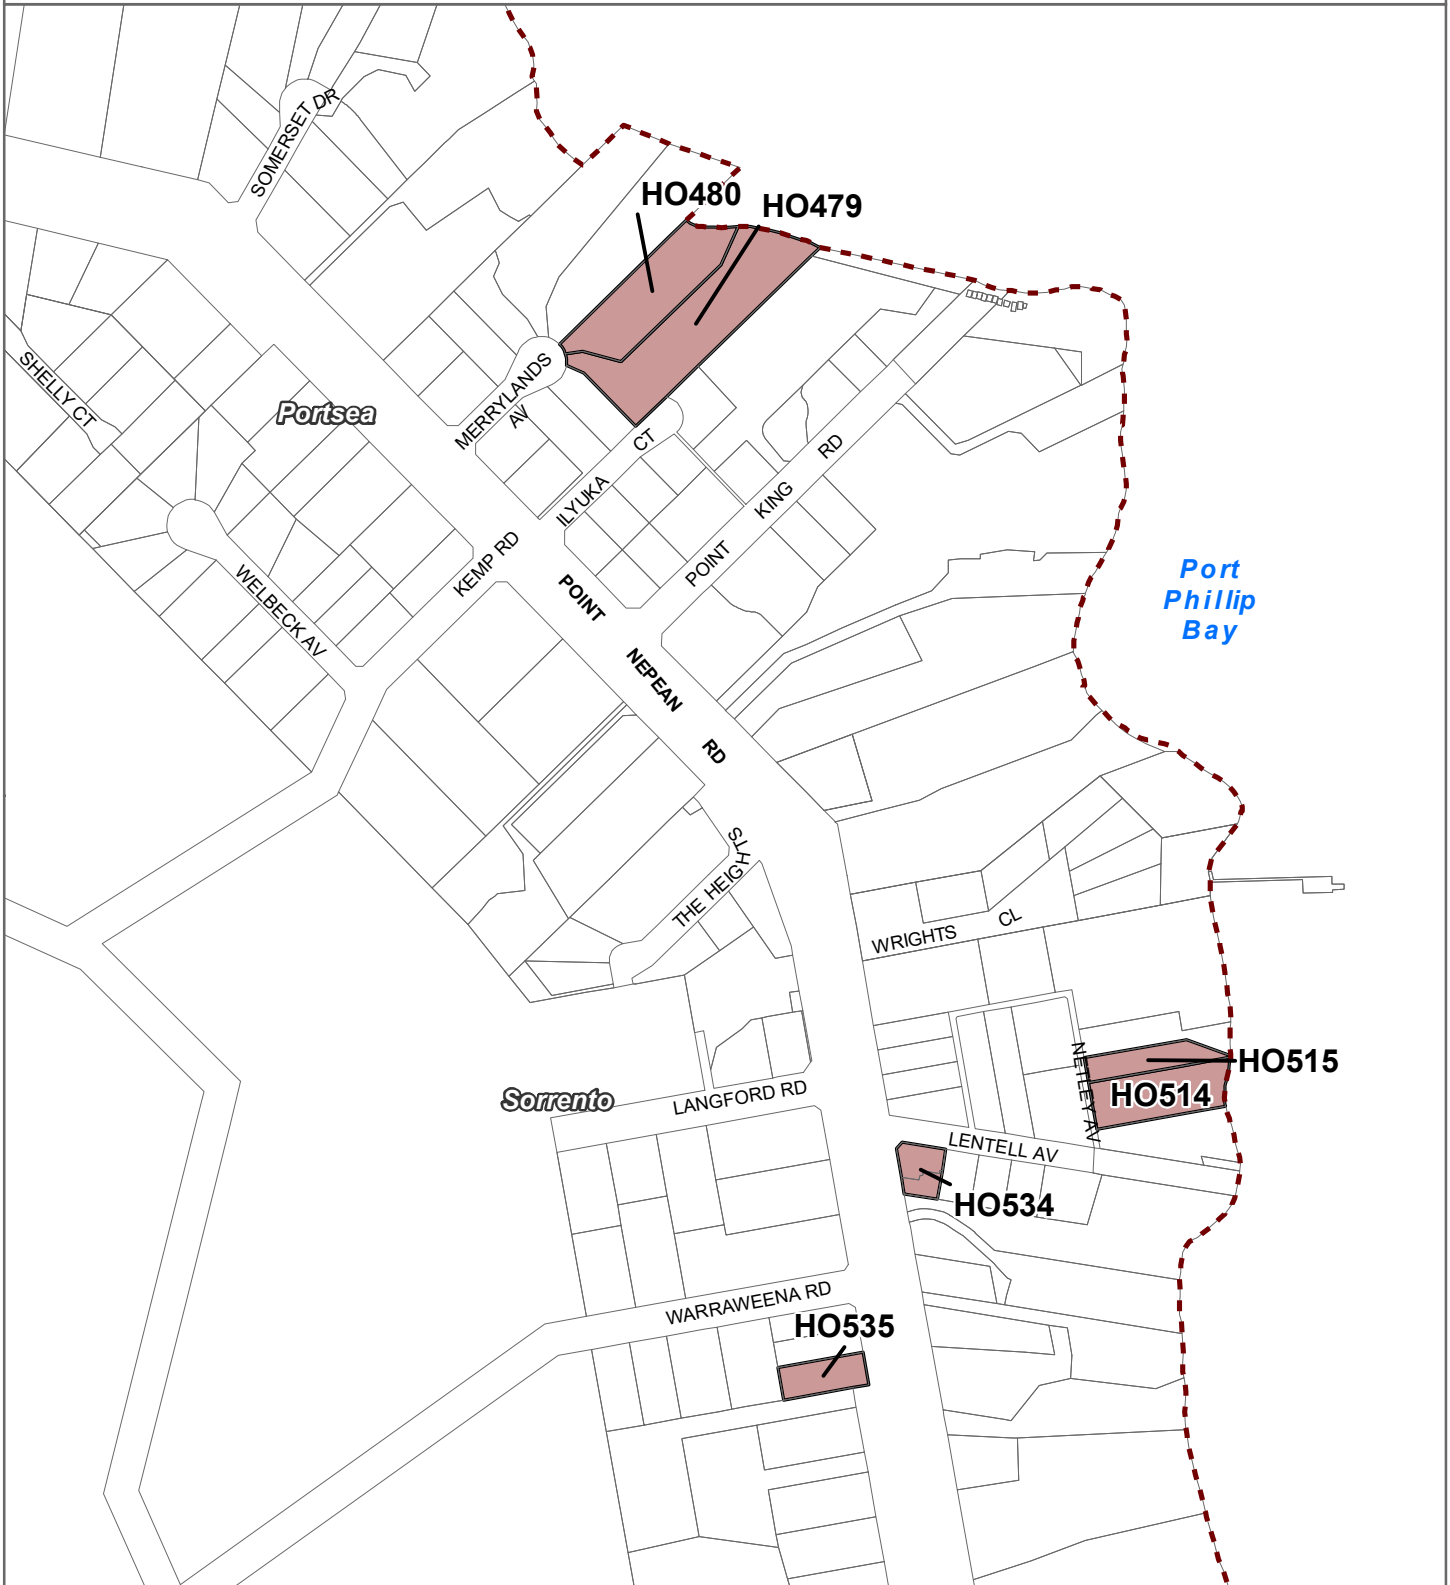 SOMERSET DR
HO480
HO479
SHELLY CT
Portsea
MERRYLANDS
AV
ILYUKA
CT
POINT
KING
RD
KEMP RD
WELBECK AV
POINT
NEPEAN
RD
Port
Phillip
Bay
THE HEIGHTS
WRIGHTS
CL
NETLEY AV
HO515
HO514
Sorrento
LANGFORD RD
LENTELL AV
HO534
WARRAWEENA RD
HO535